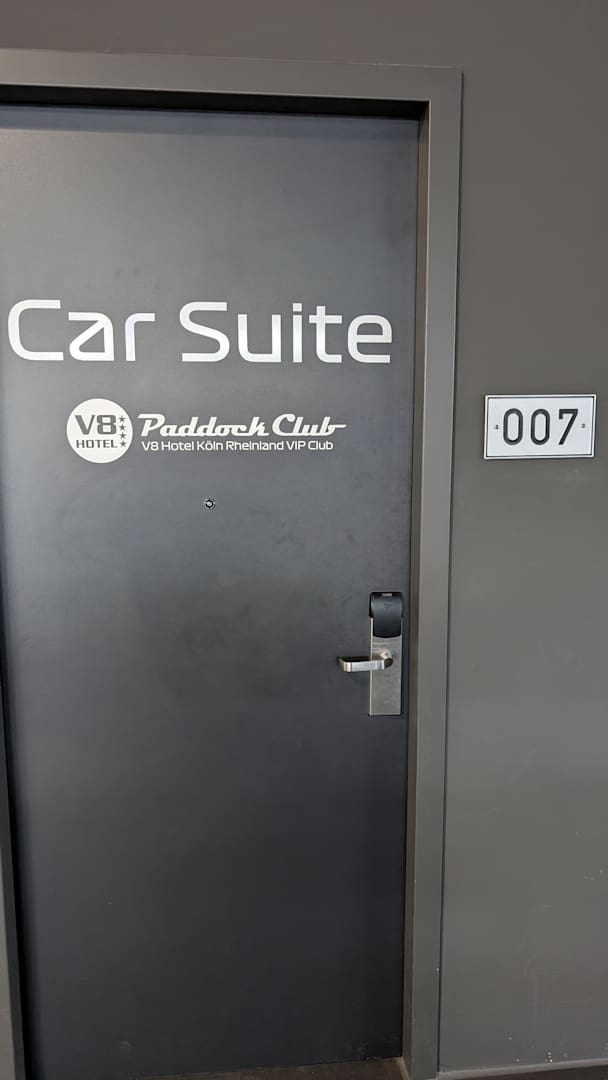 Car Suite
V8
HOTEL
Paddock Club
V8 Hotel Köln Rheinland VIP Club
007